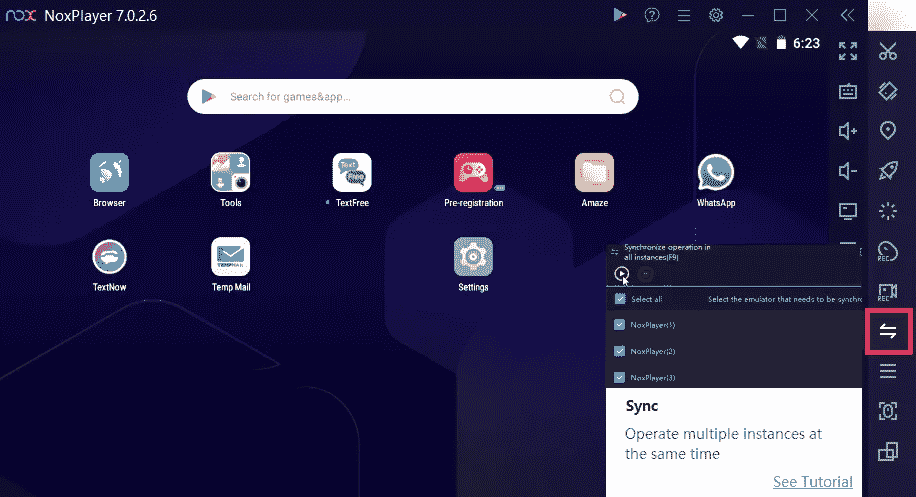 nox NoxPlayer 7.0.2.6
6:23
Search for games&app...
Browser
Tools
Text Free
TextFree
Pre-registration
Amaze
WhatsApp
TextNow
TEMPMAIL
Temp Mail
Settings
Synchronize operation in
all instances(F9)
Select all
Select the emulator that needs to be synchro
NoxPlayer(1)
NoxPlayer(2)
NoxPlayer(3)
REC
REC
Sync
Operate multiple instances at
the same time
See Tutorial